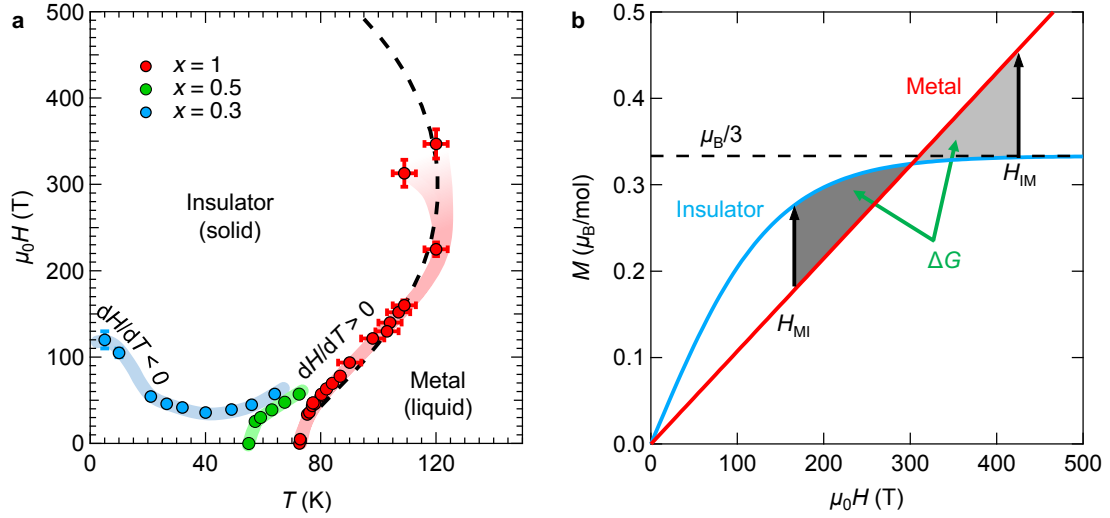 a
500
400
300
200
100
0
μ₀H (T)
x = 1
x = 0.5
x = 0.3
Insulator
(solid)
dH/dT < 0
dH/dT > 0
Metal
(liquid)
0
40
80
120
T (K)
b
0.5
0.4
0.3
0.2
0.1
0.0
M (μB/mol)
Metal
μB/3
Insulator
HIM
ΔG
HMI
0
100
200
300
400
500
μ₀H (T)